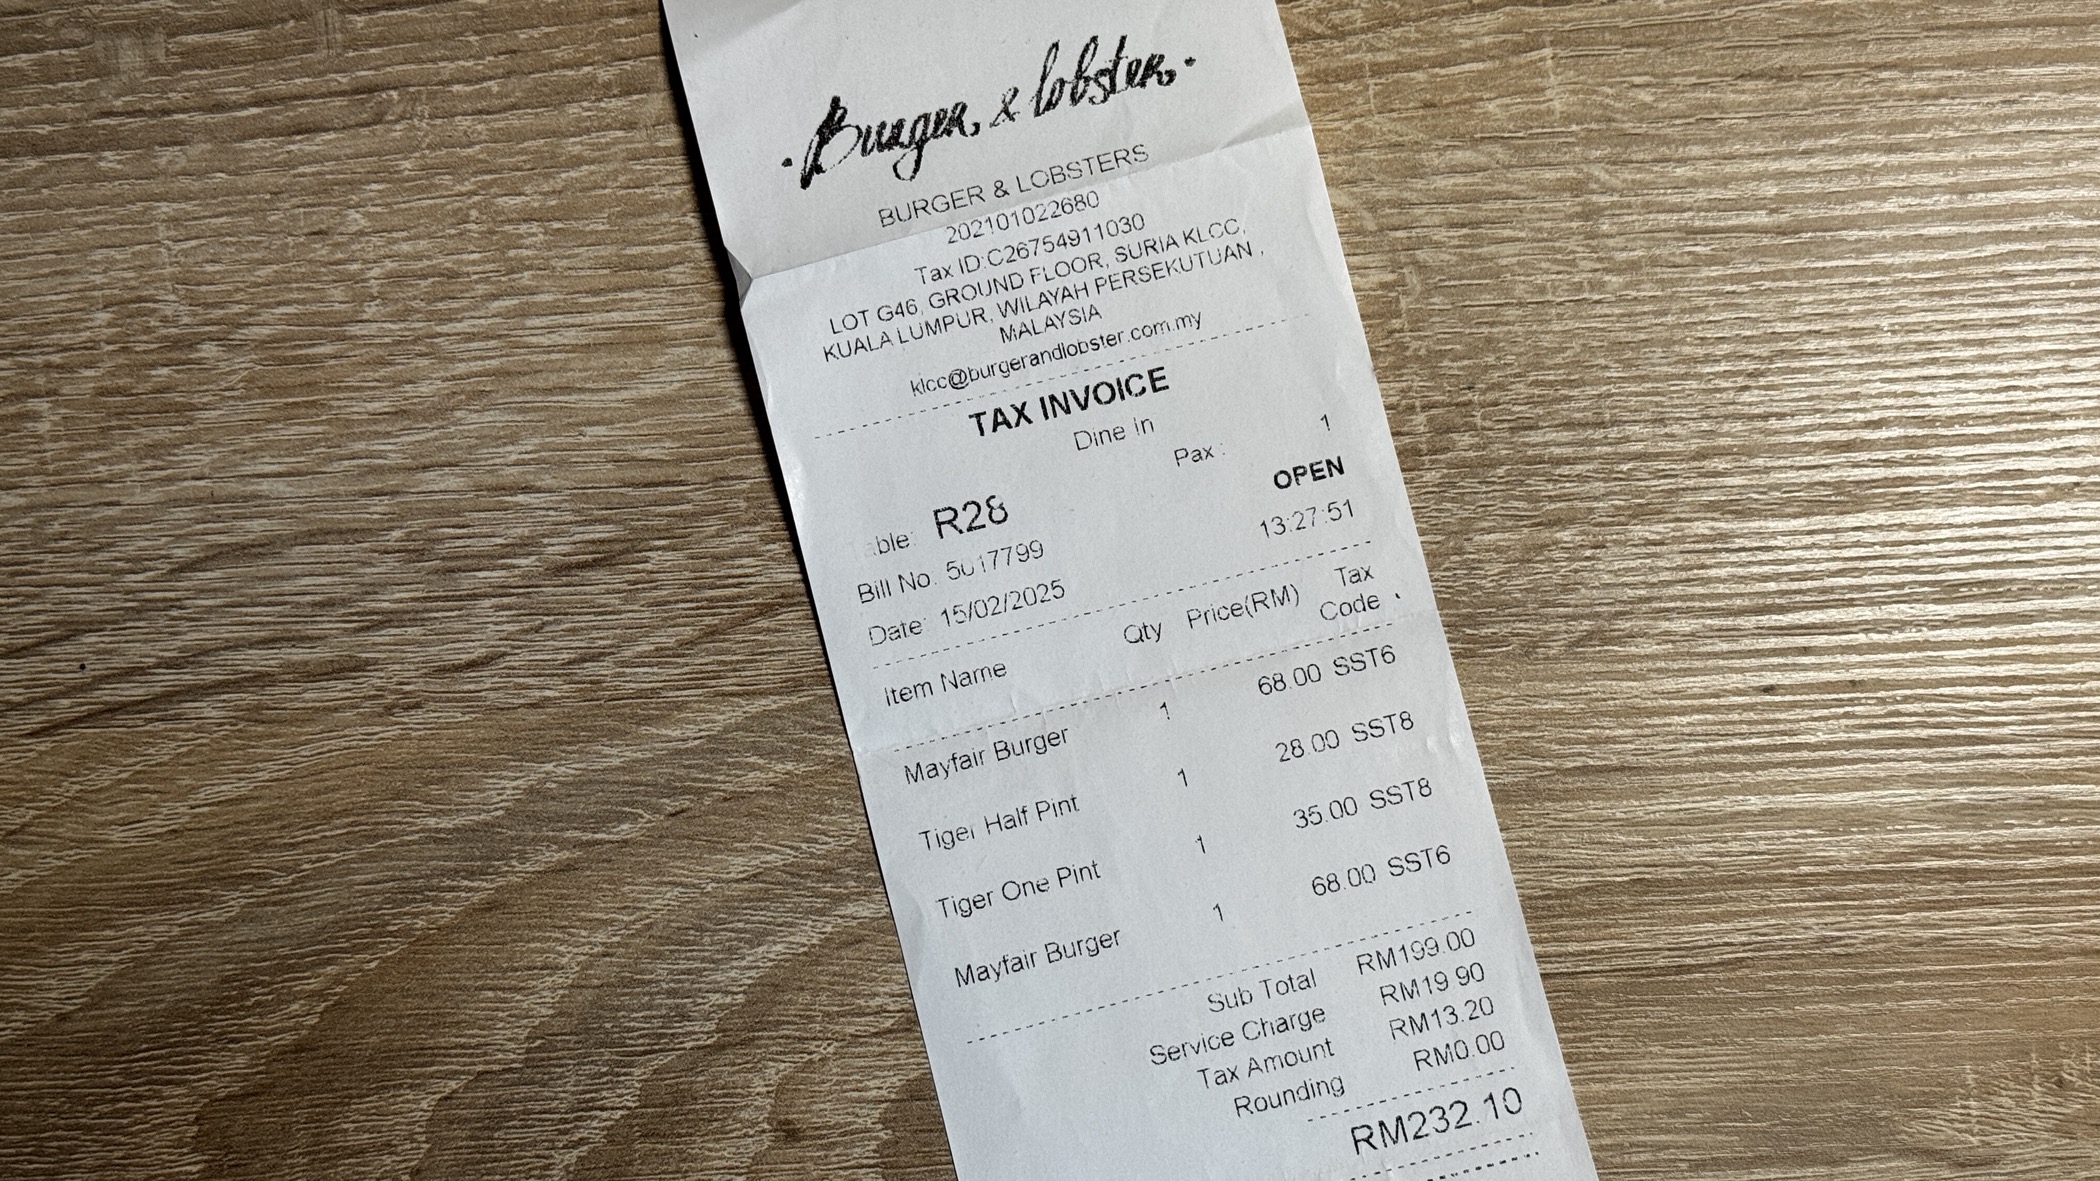 . Burger & lobster .
BURGER & LOBSTERS
202101022680
Tax ID:C26754911030
LOT G46, GROUND FLOOR, SURIA KLCC,
KUALA LUMPUR, WILAYAH PERSEKUTUAN ,
MALAYSIA
klcc@burgerandlobster.com.my
TAX INVOICE
Dine In
Pax : 1
Table: R28 OPEN
Bill No. 5017799 13:27:51
Date: 15/02/2025
Item Name Qty Price(RM) Tax Code
Mayfair Burger 1 68.00 SST6
Tiger Half Pint 1 28.00 SST8
Tiger One Pint 1 35.00 SST8
Mayfair Burger 1 68.00 SST6
Sub Total RM199.00
Service Charge RM19.90
Tax Amount RM13.20
Rounding RM0.00
RM232.10